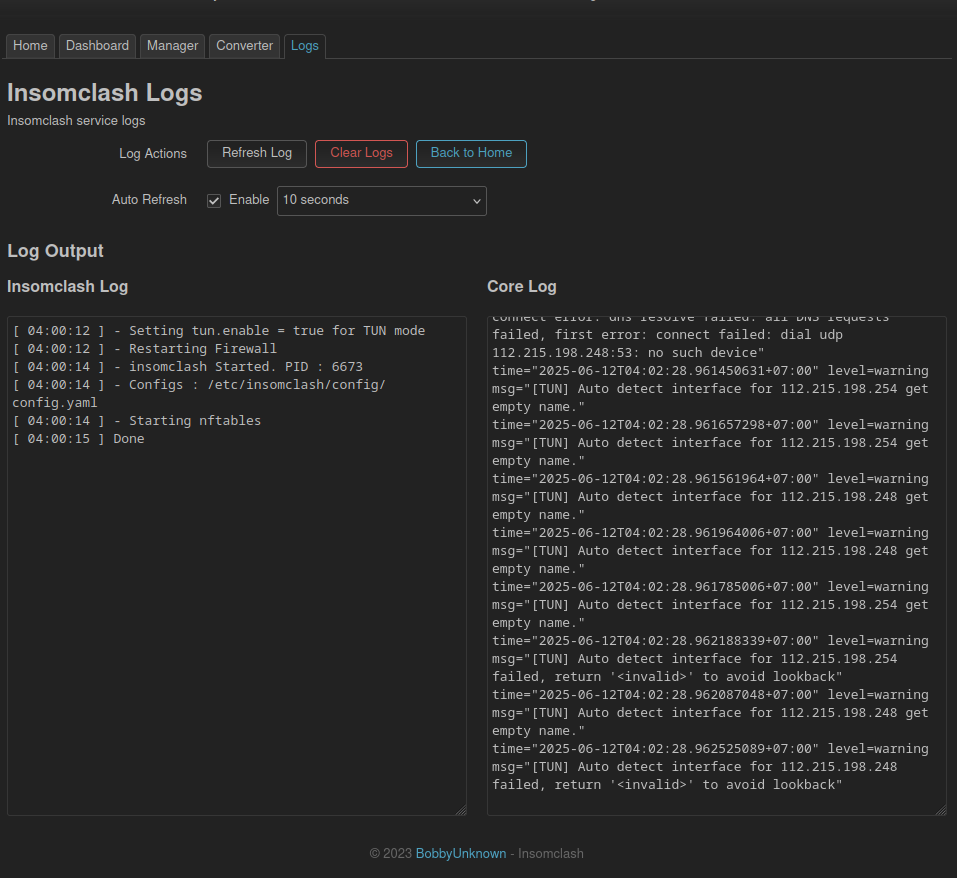 Home Dashboard Manager Converter Logs
Insomclash Logs
Insomclash service logs
Log Actions Refresh Log Clear Logs Back to Home
Auto Refresh Enable 10 seconds
Log Output
Insomclash Log
[ 04:00:12 ] - Setting tun.enable = true for TUN mode
[ 04:00:12 ] - Restarting Firewall
[ 04:00:14 ] - insomclash Started. PID : 6673
[ 04:00:14 ] - Configs : /etc/insomclash/config/
config.yaml
[ 04:00:14 ] - Starting nftables
[ 04:00:15 ] Done
Core Log
connect error: dns resolve failed: all DNS requests
failed, first error: connect failed: dial udp
112.215.198.248:53: no such device"
time="2025-06-12T04:02:28.961450631+07:00" level=warning
msg="[TUN] Auto detect interface for 112.215.198.254 get
empty name."
time="2025-06-12T04:02:28.961657298+07:00" level=warning
msg="[TUN] Auto detect interface for 112.215.198.254 get
empty name."
time="2025-06-12T04:02:28.961561964+07:00" level=warning
msg="[TUN] Auto detect interface for 112.215.198.248 get
empty name."
time="2025-06-12T04:02:28.961964006+07:00" level=warning
msg="[TUN] Auto detect interface for 112.215.198.248 get
empty name."
time="2025-06-12T04:02:28.961785006+07:00" level=warning
msg="[TUN] Auto detect interface for 112.215.198.254 get
empty name."
time="2025-06-12T04:02:28.962188339+07:00" level=warning
msg="[TUN] Auto detect interface for 112.215.198.254
failed, return '<invalid>' to avoid lookback"
time="2025-06-12T04:02:28.962087048+07:00" level=warning
msg="[TUN] Auto detect interface for 112.215.198.248 get
empty name."
time="2025-06-12T04:02:28.962525089+07:00" level=warning
msg="[TUN] Auto detect interface for 112.215.198.248
failed, return '<invalid>' to avoid lookback"
© 2023 BobbyUnknown - Insomclash